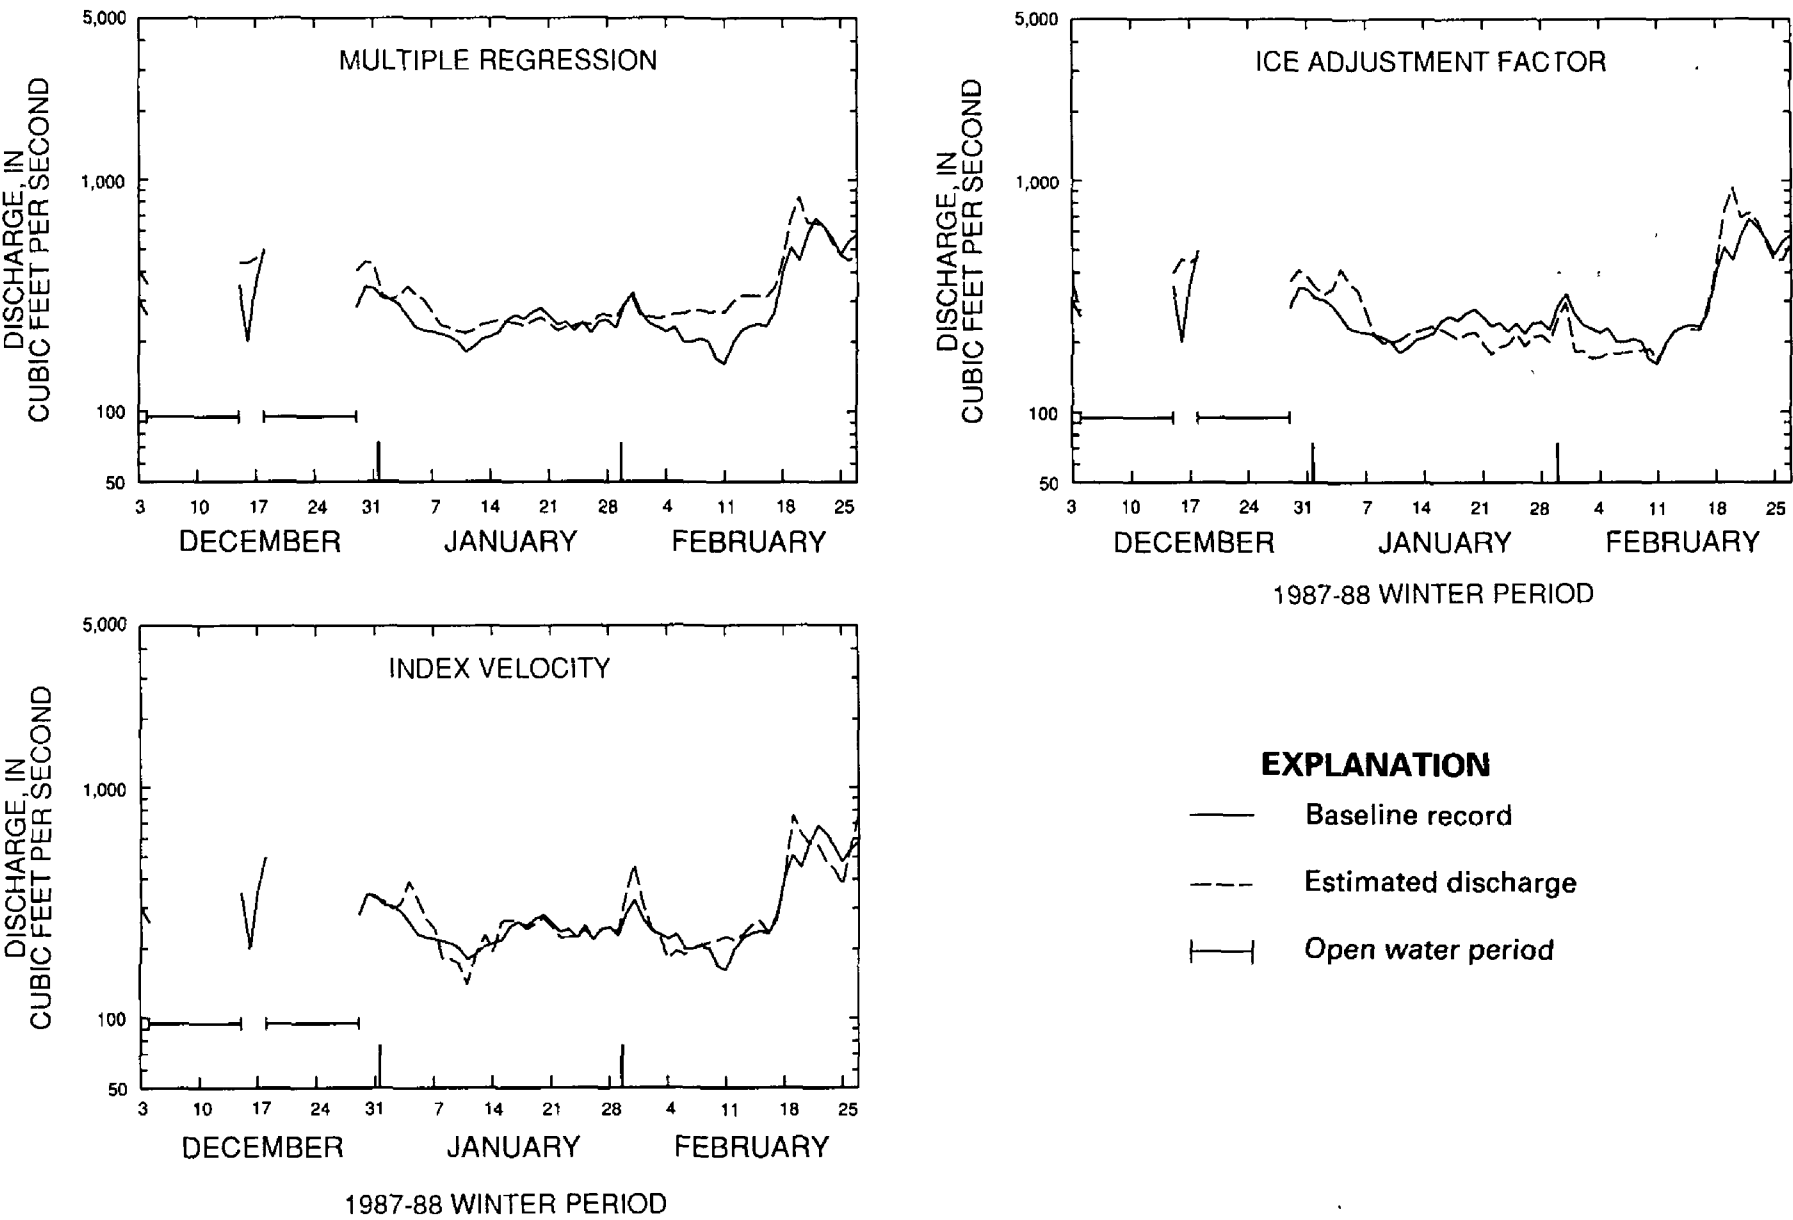 MULTIPLE REGRESSION
DISCHARGE, IN
CUBIC FEET PER SECOND
5,000
1,000
100
50
3 10 17 24 31 7 14 21 28 4 11 18 25
DECEMBER JANUARY FEBRUARY
ICE ADJUSTMENT FACTOR
DISCHARGE, IN
CUBIC FEET PER SECOND
5,000
1,000
100
50
3 10 17 24 31 7 14 21 28 4 11 18 25
DECEMBER JANUARY FEBRUARY
1987-88 WINTER PERIOD
INDEX VELOCITY
DISCHARGE, IN
CUBIC FEET PER SECOND
5,000
1,000
100
50
3 10 17 24 31 7 14 21 28 4 11 18 25
DECEMBER JANUARY FEBRUARY
1987-88 WINTER PERIOD
EXPLANATION
Baseline record
Estimated discharge
Open water period